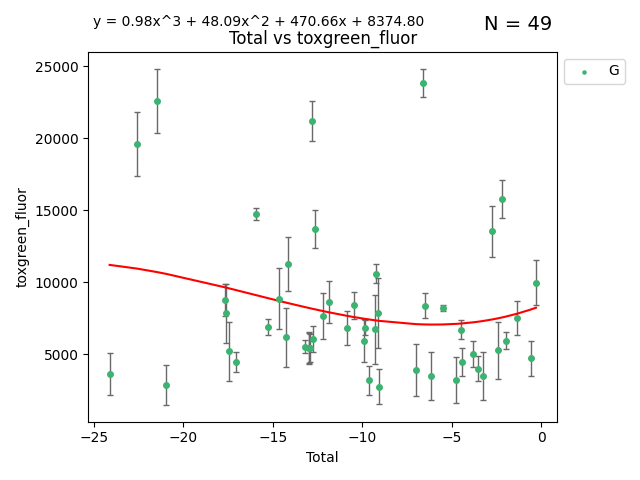 y = 0.98x^3 + 48.09x^2 + 470.66x + 8374.80
N = 49
Total vs toxgreen_fluor
G
25000
20000
15000
10000
5000
toxgreen_fluor
−25 −20 −15 −10 −5 0
Total